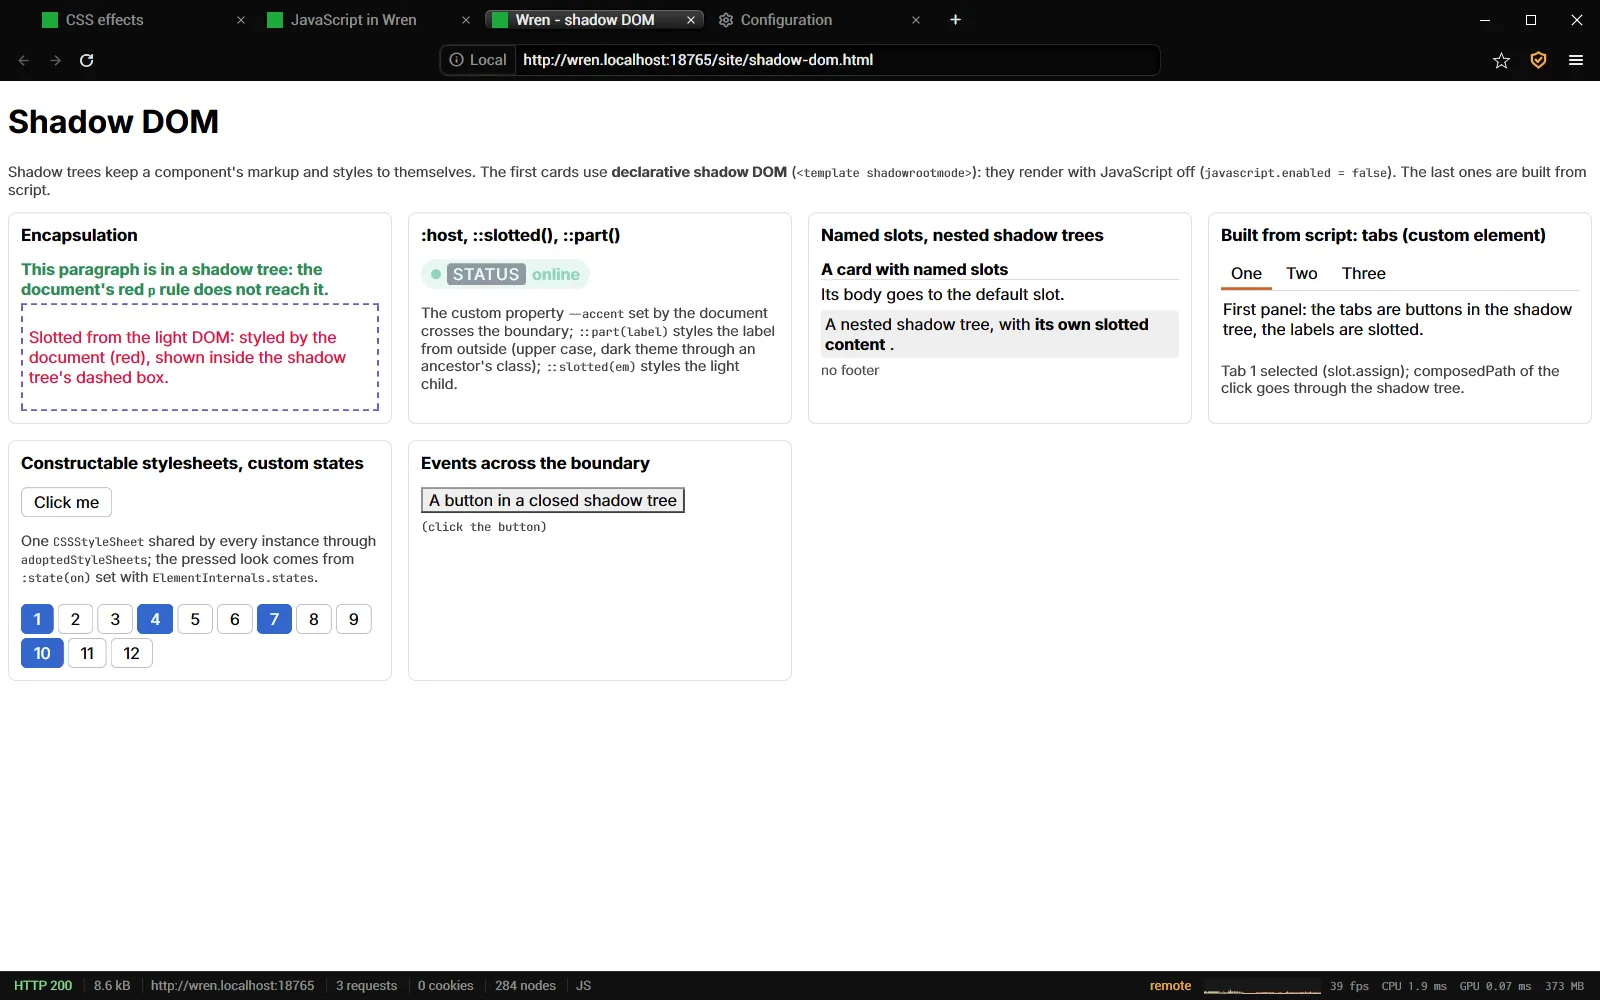 CSS effects
JavaScript in Wren
Wren - shadow DOM
Configuration
Local
http://wren.localhost:18765/site/shadow-dom.html
Shadow DOM
Shadow trees keep a component's markup and styles to themselves. The first cards use declarative shadow DOM (<template shadowrootmode>): they render with JavaScript off (javascript.enabled = false). The last ones are built from
script.
Encapsulation
This paragraph is in a shadow tree: the
document's red p rule does not reach it.
Slotted from the light DOM: styled by the
document (red), shown inside the shadow
tree's dashed box.
:host, ::slotted(), ::part()
STATUS online
The custom property --accent set by the document
crosses the boundary; ::part(label) styles the label
from outside (upper case, dark theme through an
ancestor's class); ::slotted(em) styles the light
child.
Named slots, nested shadow trees
A card with named slots
Its body goes to the default slot.
A nested shadow tree, with its own slotted
content .
no footer
Built from script: tabs (custom element)
One Two Three
First panel: the tabs are buttons in the shadow
tree, the labels are slotted.
Tab 1 selected (slot.assign); composedPath of the
click goes through the shadow tree.
Constructable stylesheets, custom states
Click me
One CSSStyleSheet shared by every instance through
adoptedStyleSheets; the pressed look comes from
:state(on) set with ElementInternals.states.
1 2 3 4 5 6 7 8 9
10 11 12
Events across the boundary
A button in a closed shadow tree
(click the button)
HTTP 200 8.6 kB http://wren.localhost:18765 3 requests 0 cookies 284 nodes JS
remote 39 fps CPU 1.9 ms GPU 0.07 ms 373 MB